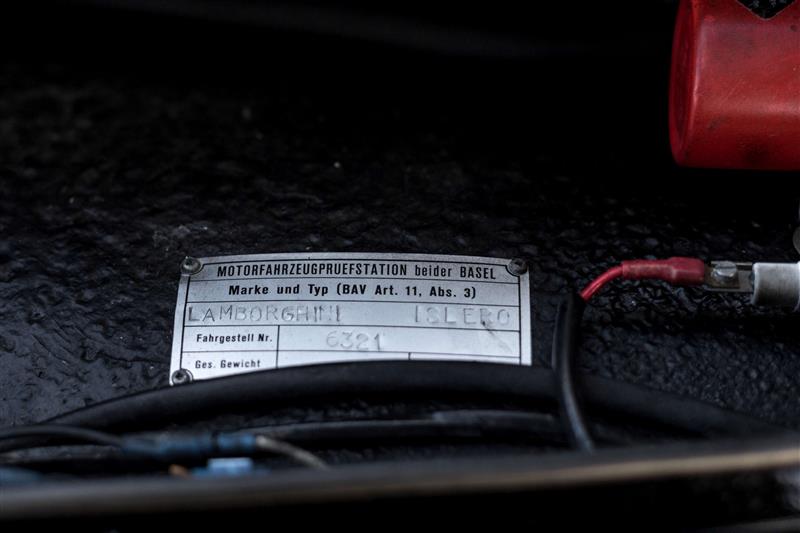 MOTORFAHRZEUGPRUEFSTATION beider BASEL
Marke und Typ (BAV Art. 11, Abs. 3)
LAMBORGHINI ISLERO
Fahrgestell Nr. 6321
Ges. Gewicht